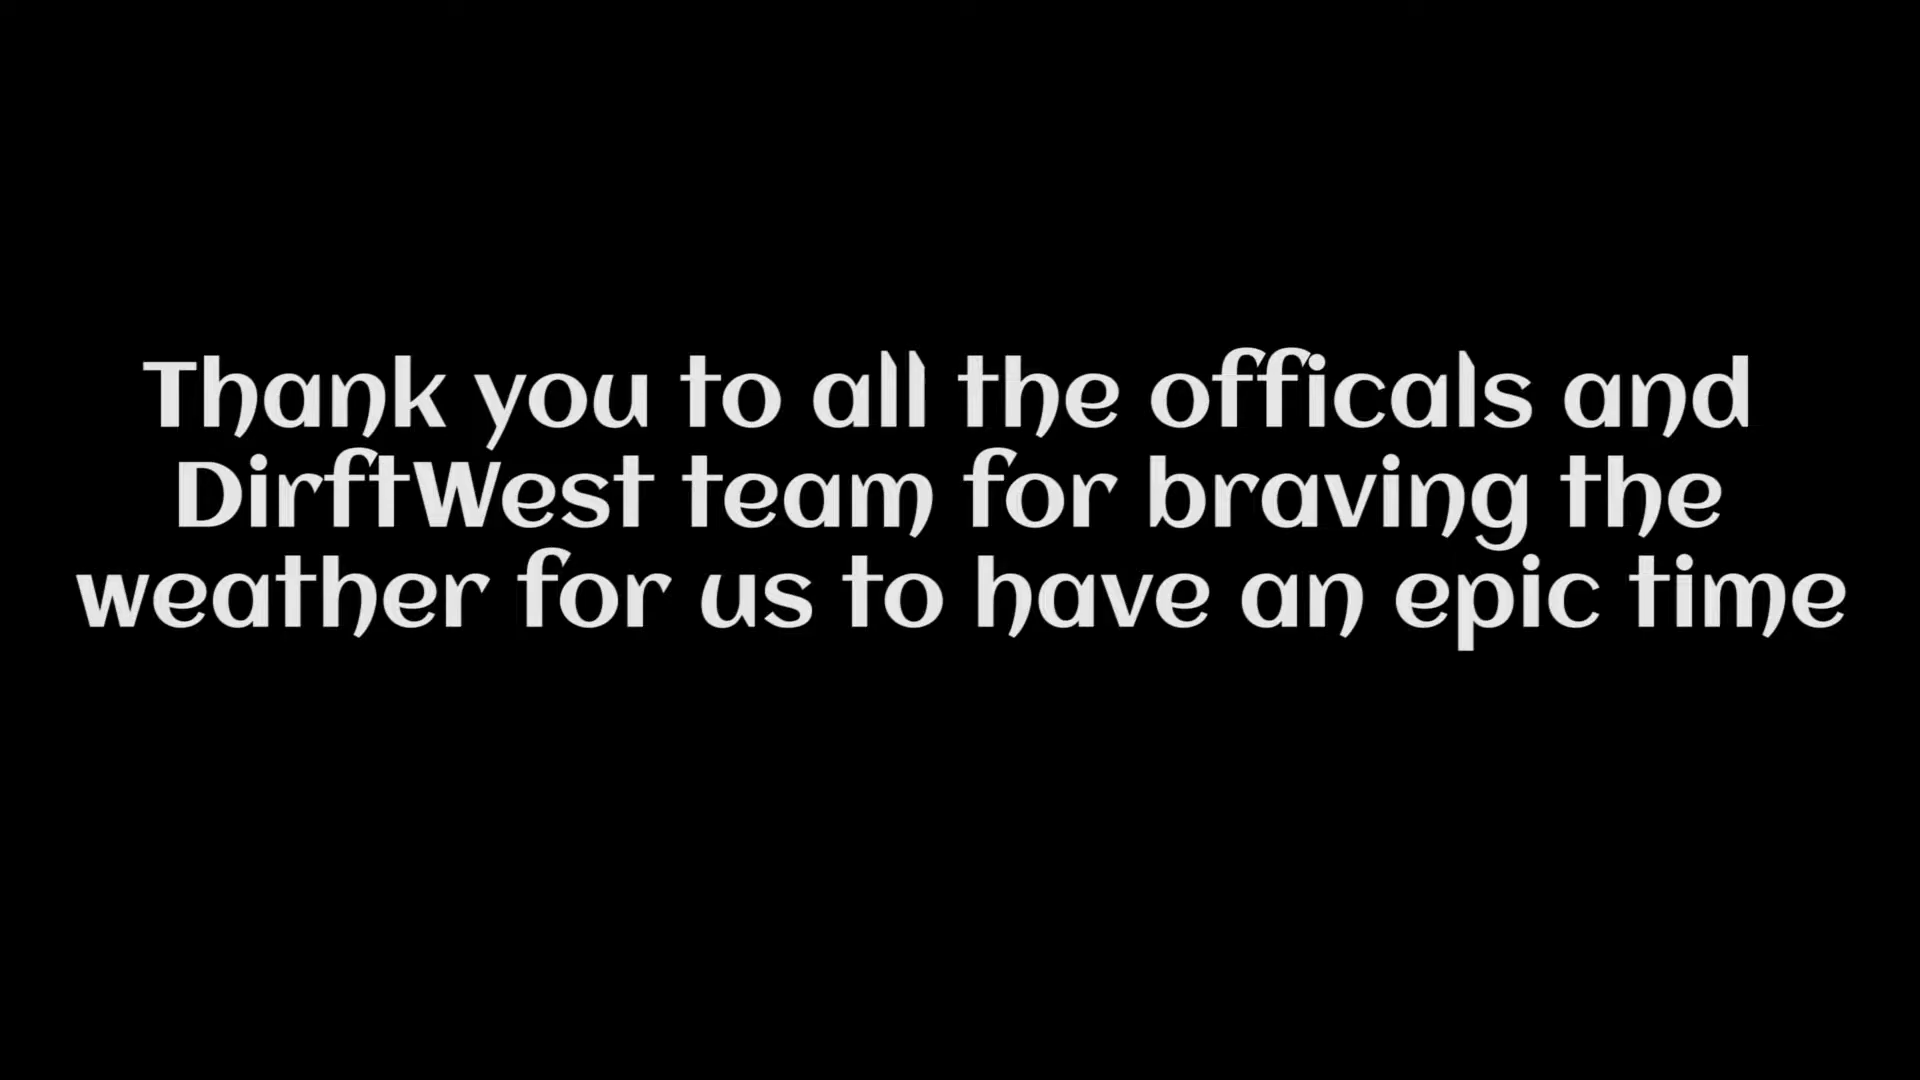 Thank you to all the officals and
DirftWest team for braving the
weather for us to have an epic time